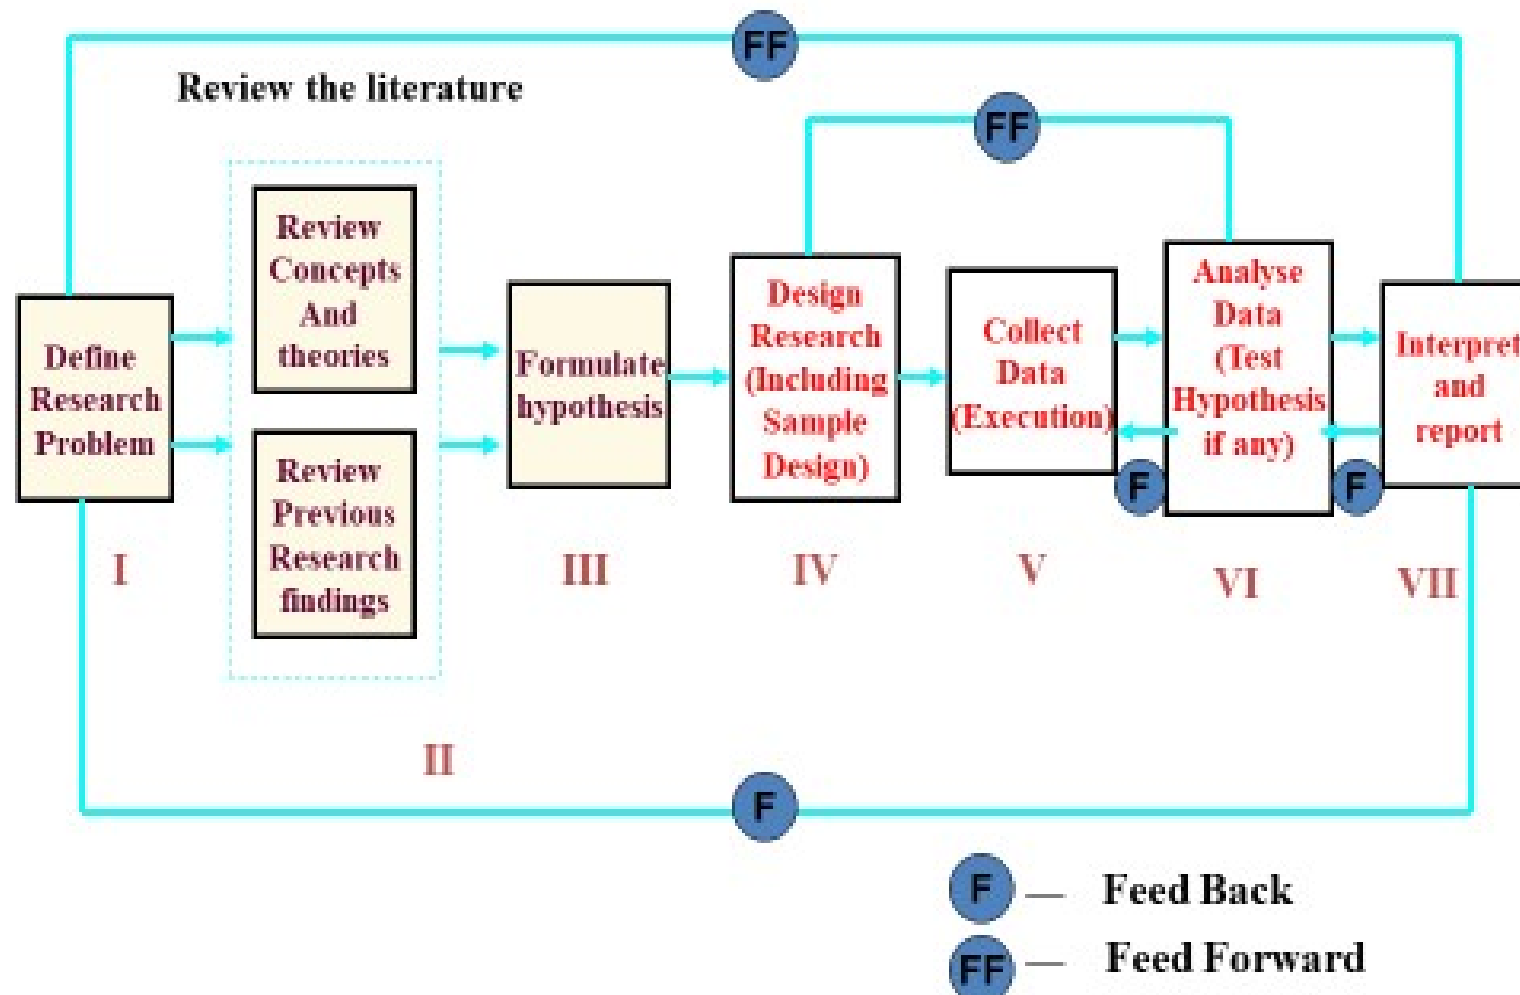 FF
Review the literature
FF
Define
Research
Problem
Review
Concepts
And
theories
Review
Previous
Research
findings
Formulate
hypothesis
Design
Research
(Including
Sample
Design)
Collect
Data
(Execution)
Analyse
Data
(Test
Hypothesis
if any)
Interpret
and
report
F
F
I
II
III
IV
V
VI
VII
F
F — Feed Back
FF — Feed Forward